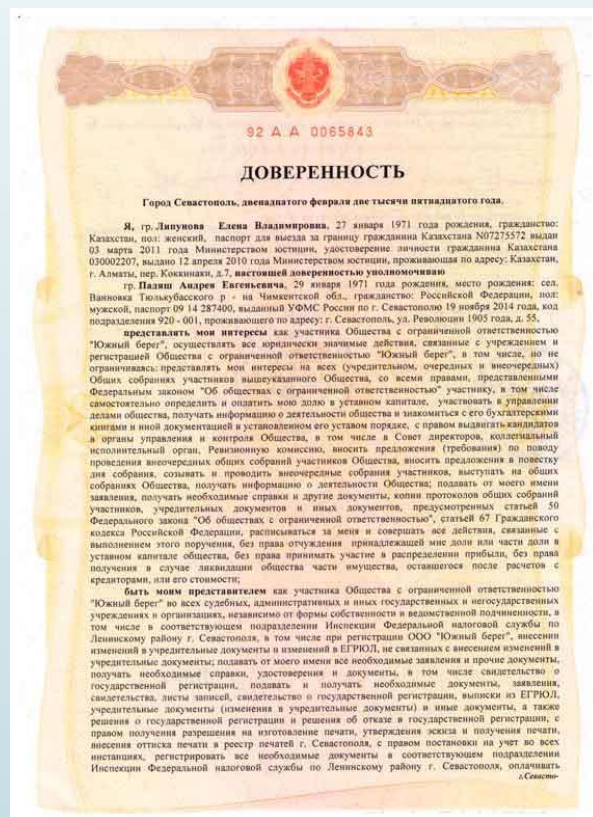 92 А А 0065843
ДОВЕРЕННОСТЬ
Город Севастополь, двенадцатого февраля две тысячи пятнадцатого года.
Я, гр. Липунова Елена Владимировна, 27 января 1971 года рождения, гражданство:
Казахстан, пол: женский, паспорт для выезда за границу гражданина Казахстана N07275572 выдан
03 марта 2011 года Министерством юстиции, удостоверение личности гражданина Казахстана
030002207, выдано 12 апреля 2010 года Министерством юстиции, проживающая по адресу: Казахстан,
г. Алматы, пер. Коккинаки, д.7, настоящей доверенностью уполномочиваю
гр. Падяш Андрея Евгеньевича, 29 января 1971 года рождения, место рождения: сел.
Ванновка Тюлькубасского р - на Чимкентской обл., гражданство: Российской Федерации, пол:
мужской, паспорт 09 14 287400, выданный УФМС России по г. Севастополю 19 ноября 2014 года, код
подразделения 920 - 001, проживающего по адресу: г. Севастополь, ул. Революции 1905 года, д. 55,
представлять мои интересы как участника Общества с ограниченной ответственностью
"Южный берег", осуществлять все юридически значимые действия, связанные с учреждением и
регистрацией Общества с ограниченной ответственностью "Южный берег", в том числе, но не
ограничиваясь: представлять мои интересы на всех (учредительном, очередных и внеочередных)
Общих собраниях участников вышеуказанного Общества, со всеми правами, представленными
Федеральным законом "Об обществах с ограниченной ответственностью" участнику, в том числе
самостоятельно определить и оплатить мою долю в уставном капитале, участвовать в управлении
делами общества, получать информацию о деятельности общества и знакомиться с его бухгалтерскими
книгами и иной документацией в установленном его уставом порядке, с правом выдвигать кандидатов
в органы управления и контроля Общества, в том числе в Совет директоров, коллегиальный
исполнительный орган, Ревизионную комиссию, вносить предложения (требования) по поводу
проведения внеочередных общих собраний участников Общества, вносить предложения в повестку
дня собрания, созывать и проводить внеочередные собрания участников, выступать на общих
собраниях Общества, получать информацию о деятельности Общества; подавать от моего имени
заявления, получать необходимые справки и другие документы, копии протоколов общих собраний
участников, учредительных документов и иных документов, предусмотренных статьей 50
Федерального закона "Об обществах с ограниченной ответственностью", статьей 67 Гражданского
кодекса Российской Федерации, расписываться за меня и совершать все действия, связанные с
выполнением этого поручения, без права отчуждения принадлежащей мне доли или части доли в
уставном капитале общества, без права принимать участие в распределении прибыли, без права
получения в случае ликвидации общества части имущества, оставшегося после расчетов с
кредиторами, или его стоимости;
быть моим представителем как участника Общества с ограниченной ответственностью
"Южный берег" во всех судебных, административных и иных государственных и негосударственных
учреждениях и организациях, независимо от формы собственности и ведомственной подчиненности, в
том числе в соответствующем подразделении Инспекции Федеральной налоговой службы по
Ленинскому району г. Севастополя, в том числе при регистрации ООО "Южный берег", внесении
изменений в учредительные документы и изменений в ЕГРЮЛ, не связанных с внесением изменений в
учредительные документы; подавать от моего имени все необходимые заявления и прочие документы,
получать необходимые справки, удостоверения и документы, в том числе свидетельство о
государственной регистрации, подавать и получать необходимые документы, заявления,
свидетельства, листы записей, свидетельство о государственной регистрации, выписки из ЕГРЮЛ,
учредительные документы (изменения в учредительные документы) и иные документы, а также
решения о государственной регистрации и решения об отказе в государственной регистрации, с
правом получения разрешения на изготовление печати, утверждения эскиза и получения печати,
внесения оттиска печати в реестр печатей г. Севастополя, с правом постановки на учет во всех
инстанциях, регистрировать все необходимые документы в соответствующем подразделении
Инспекции Федеральной налоговой службы по Ленинскому району г. Севастополя, оплачивать
г.Севасто-